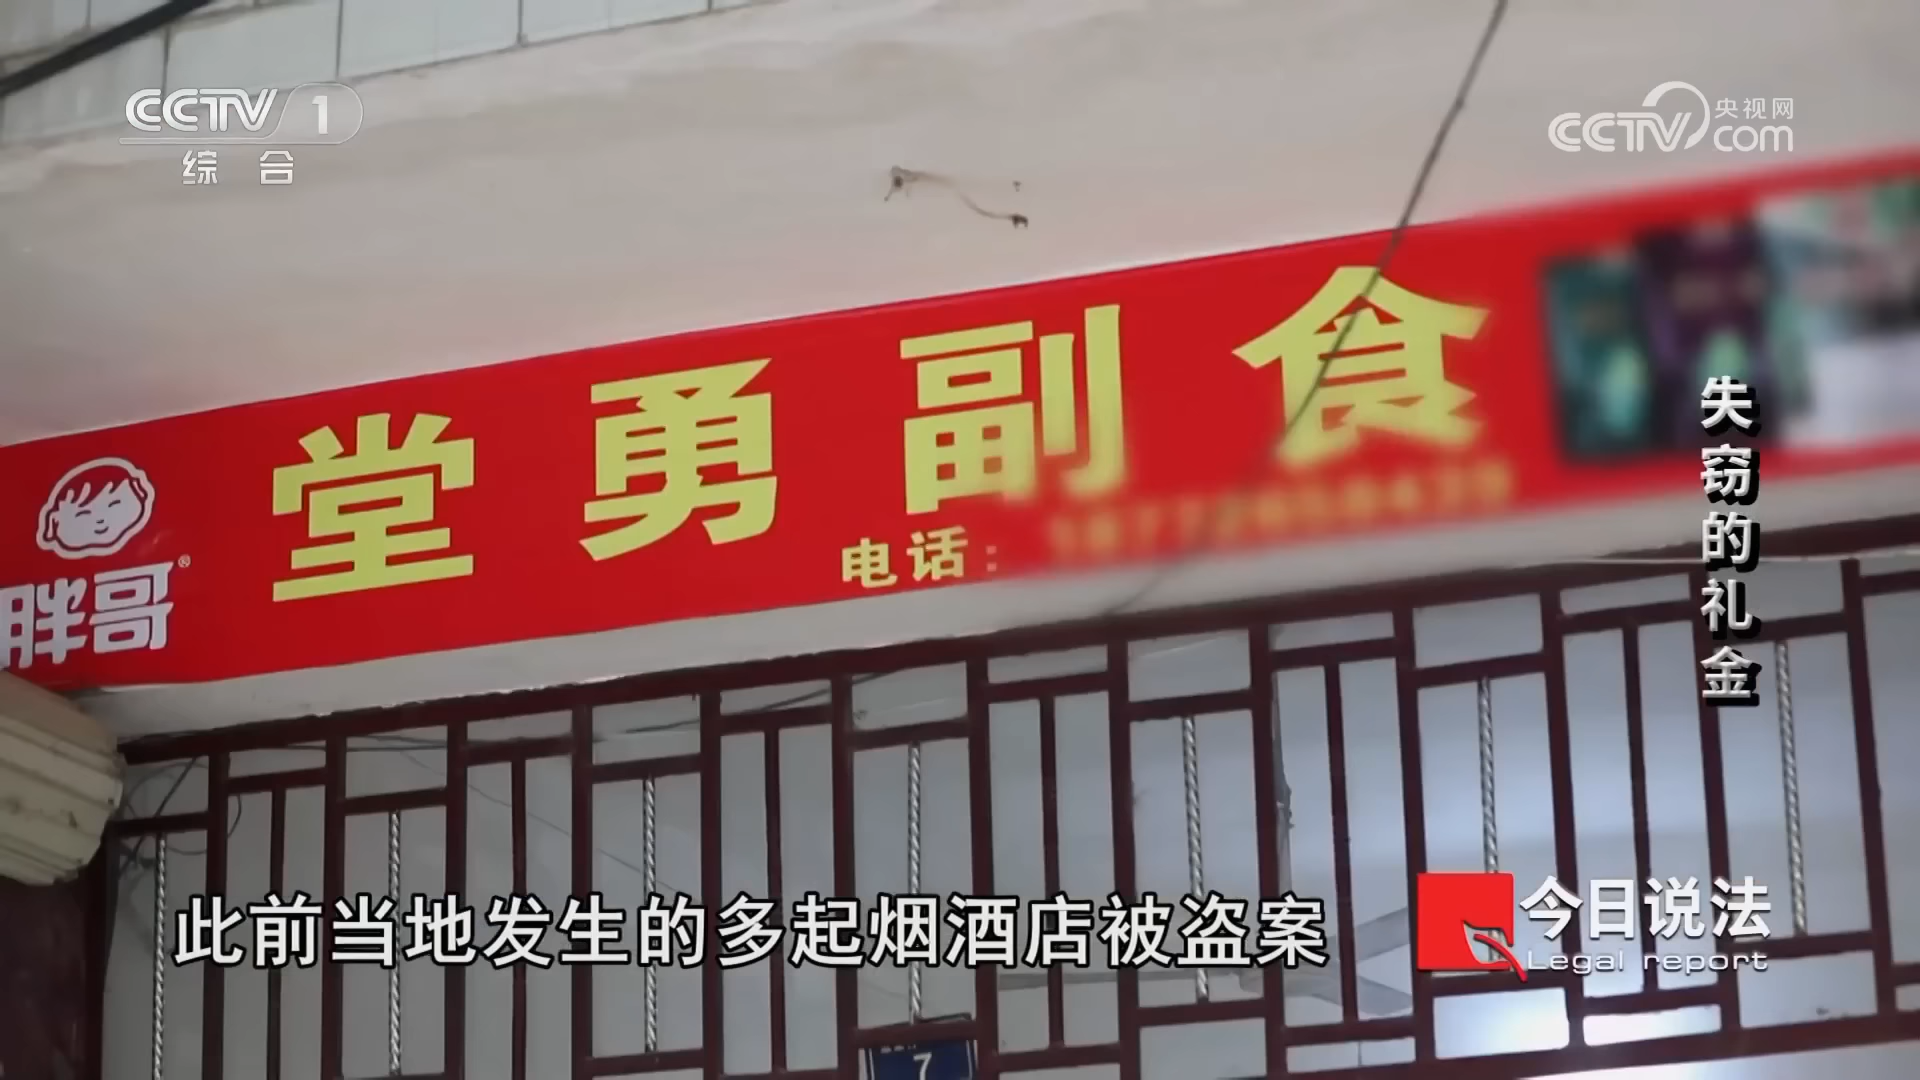 CCTV 1
综合
CCTV.com 央视网
堂勇副食
电话:
胖哥®
失窃的礼金
此前当地发生的多起烟酒店被盗案
今日说法
Legal report
7